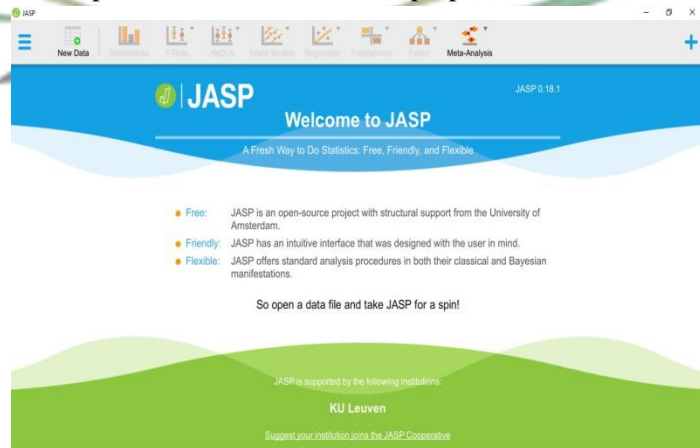 JASP
New Data
Descriptives
T-Tests
ANOVA
Mixed Models
Regression
Frequencies
Factor
Meta-Analysis
JASP
JASP 0.18.1
Welcome to JASP
A Fresh Way to Do Statistics: Free, Friendly, and Flexible
Free: JASP is an open-source project with structural support from the University of
Amsterdam.
Friendly: JASP has an intuitive interface that was designed with the user in mind.
Flexible: JASP offers standard analysis procedures in both their classical and Bayesian
manifestations.
So open a data file and take JASP for a spin!
JASP is supported by the following institutions:
KU Leuven
Suggest your institution joins the JASP Cooperative